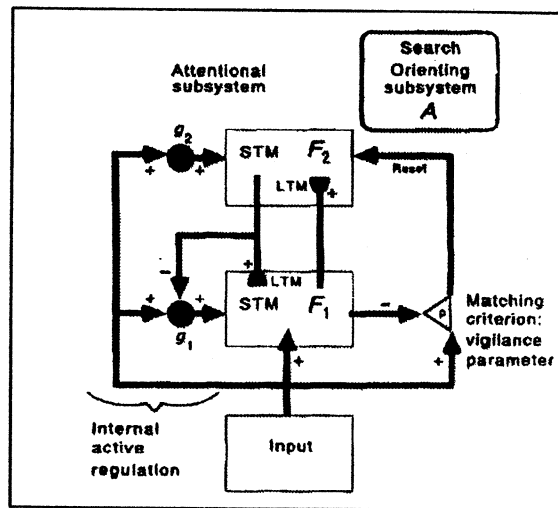 Search
Orienting
subsystem
A
Attentional
subsystem
g2
+
+
STM
F2
LTM
+
Reset
−
+
LTM
+
+
STM
F1
−
ρ
g1
+
+
Matching
criterion:
vigilance
parameter
Internal
active
regulation
Input